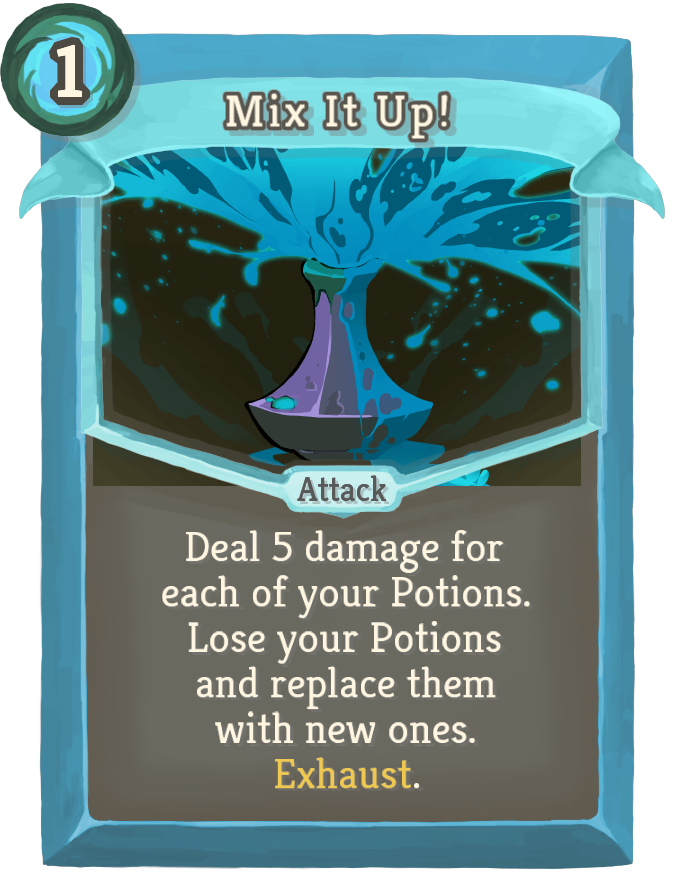 1
Mix It Up!
Attack
Deal 5 damage for
each of your Potions.
Lose your Potions
and replace them
with new ones.
Exhaust.